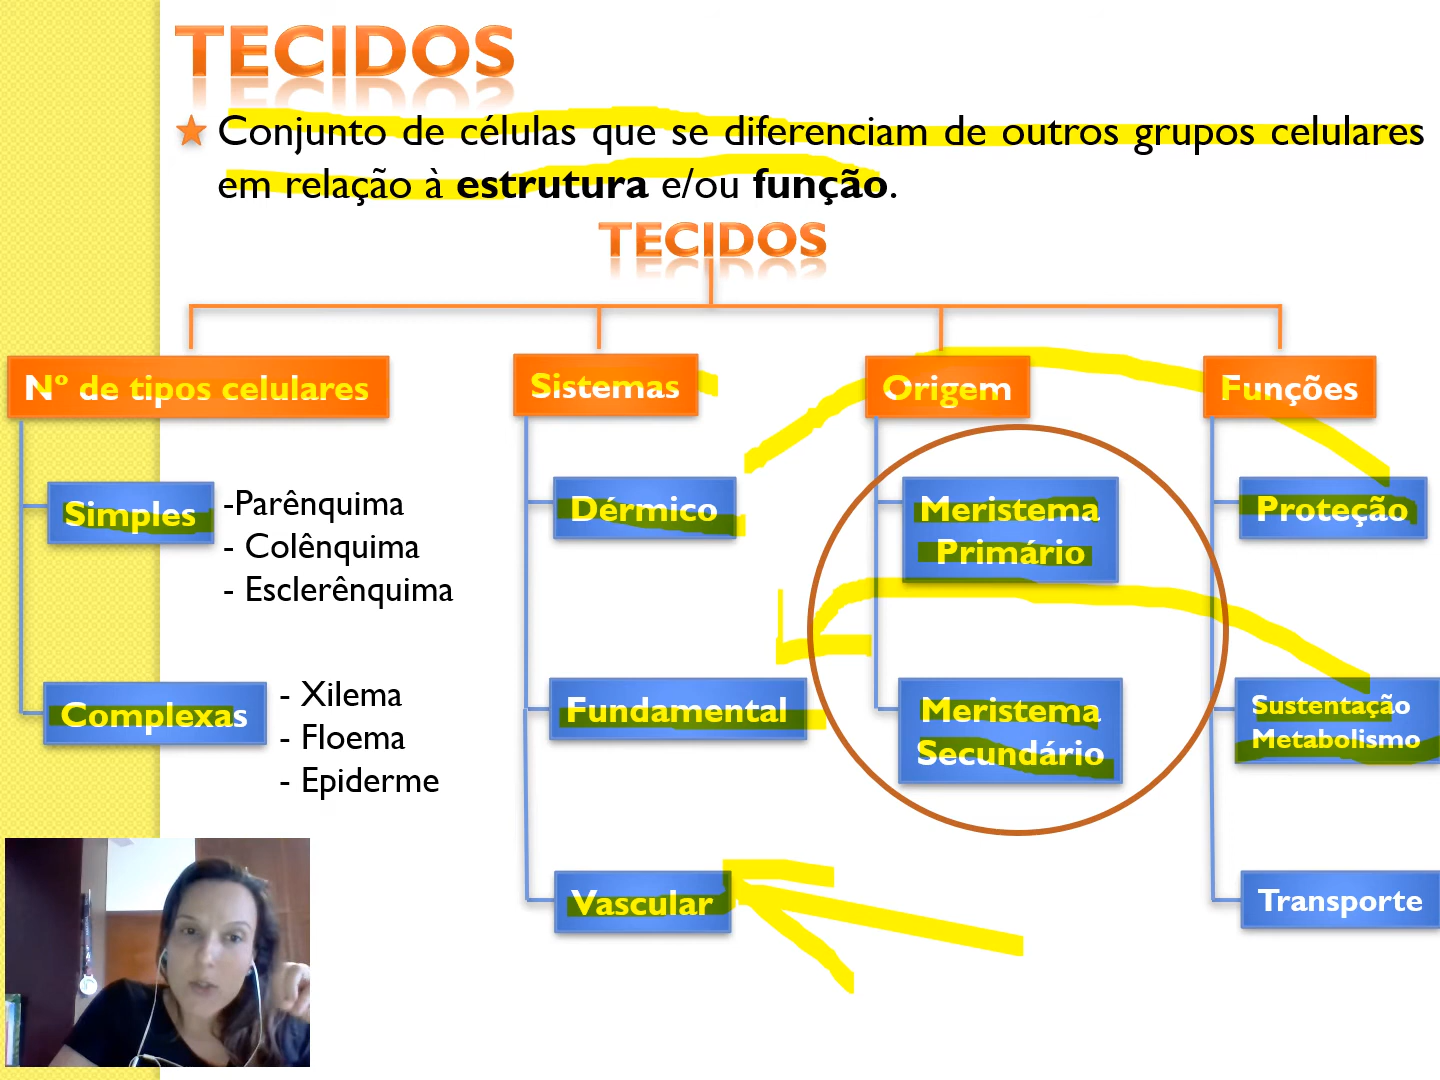 TECIDOS
Conjunto de células que se diferenciam de outros grupos celulares
em relação à estrutura e/ou função.
TECIDOS
Nº de tipos celulares
Simples
-Parênquima
- Colênquima
- Esclerênquima
Complexas
- Xilema
- Floema
- Epiderme
Sistemas
Dérmico
Fundamental
Vascular
Origem
Meristema
Primário
Meristema
Secundário
Funções
Proteção
Sustentação
Metabolismo
Transporte